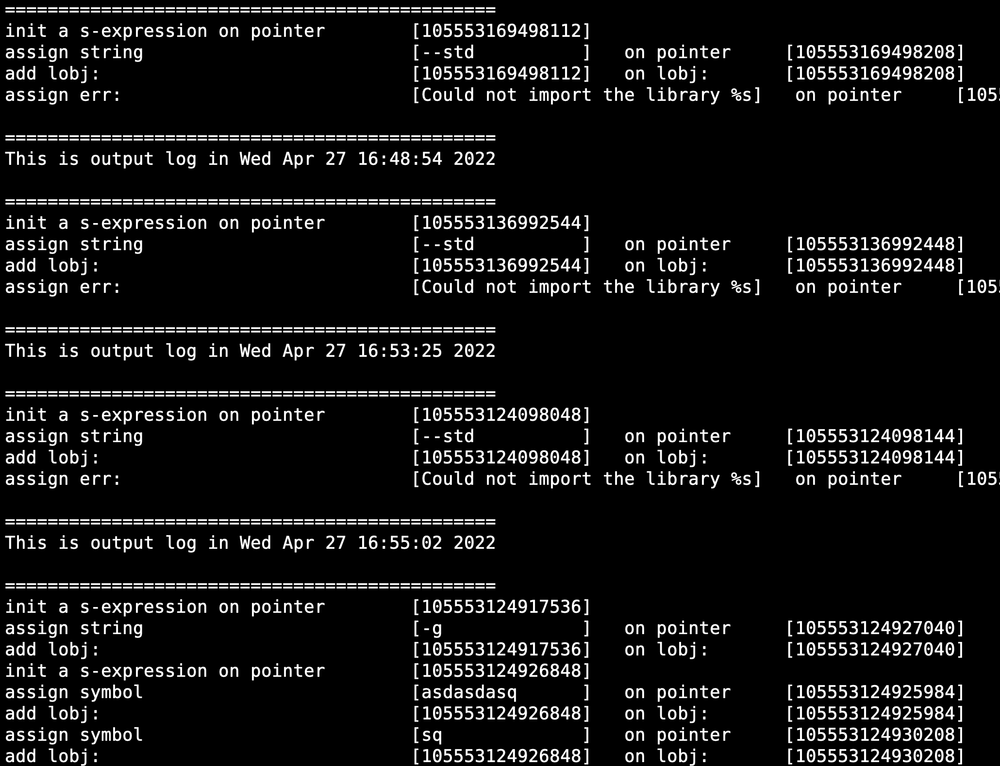 ==============================================
init a s-expression on pointer        [105553169498112]
assign string                         [--std          ]   on pointer     [105553169498208]
add lobj:                             [105553169498112]   on lobj:       [105553169498208]
assign err:                           [Could not import the library %s]   on pointer     [105
==============================================
This is output log in Wed Apr 27 16:48:54 2022
==============================================
init a s-expression on pointer        [105553136992544]
assign string                         [--std          ]   on pointer     [105553136992448]
add lobj:                             [105553136992544]   on lobj:       [105553136992448]
assign err:                           [Could not import the library %s]   on pointer     [105
==============================================
This is output log in Wed Apr 27 16:53:25 2022
==============================================
init a s-expression on pointer        [105553124098048]
assign string                         [--std          ]   on pointer     [105553124098144]
add lobj:                             [105553124098048]   on lobj:       [105553124098144]
assign err:                           [Could not import the library %s]   on pointer     [105
==============================================
This is output log in Wed Apr 27 16:55:02 2022
==============================================
init a s-expression on pointer        [105553124917536]
assign string                         [-g             ]   on pointer     [105553124927040]
add lobj:                             [105553124917536]   on lobj:       [105553124927040]
init a s-expression on pointer        [105553124926848]
assign symbol                         [asdasdasq      ]   on pointer     [105553124925984]
add lobj:                             [105553124926848]   on lobj:       [105553124925984]
assign symbol                         [sq             ]   on pointer     [105553124930208]
add lobj:                             [105553124926848]   on lobj:       [105553124930208]